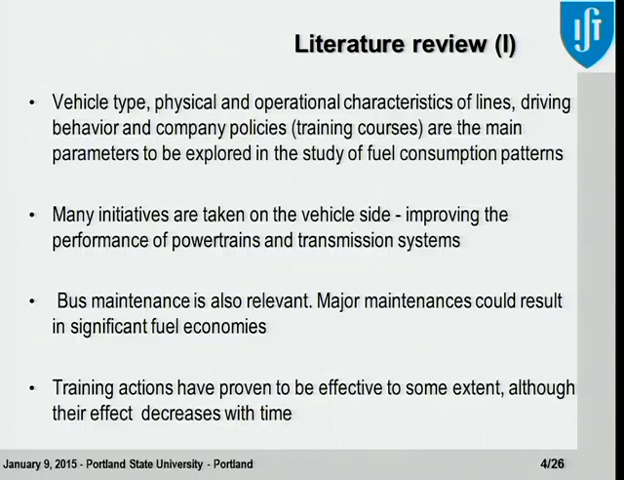 Literature review (I)
IST
• Vehicle type, physical and operational characteristics of lines, driving
behavior and company policies (training courses) are the main
parameters to be explored in the study of fuel consumption patterns
• Many initiatives are taken on the vehicle side - improving the
performance of powertrains and transmission systems
• Bus maintenance is also relevant. Major maintenances could result
in significant fuel economies
• Training actions have proven to be effective to some extent, although
their effect decreases with time
January 9, 2015 - Portland State University - Portland
4/26